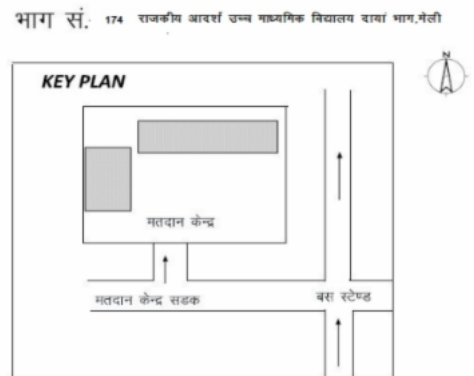 भाग सं. 174 राजकीय आदर्श उच्च माध्यमिक विद्यालय दायां भाग,मेली
N
KEY PLAN
मतदान केन्द्र
मतदान केन्द्र सडक
बस स्टेण्ड